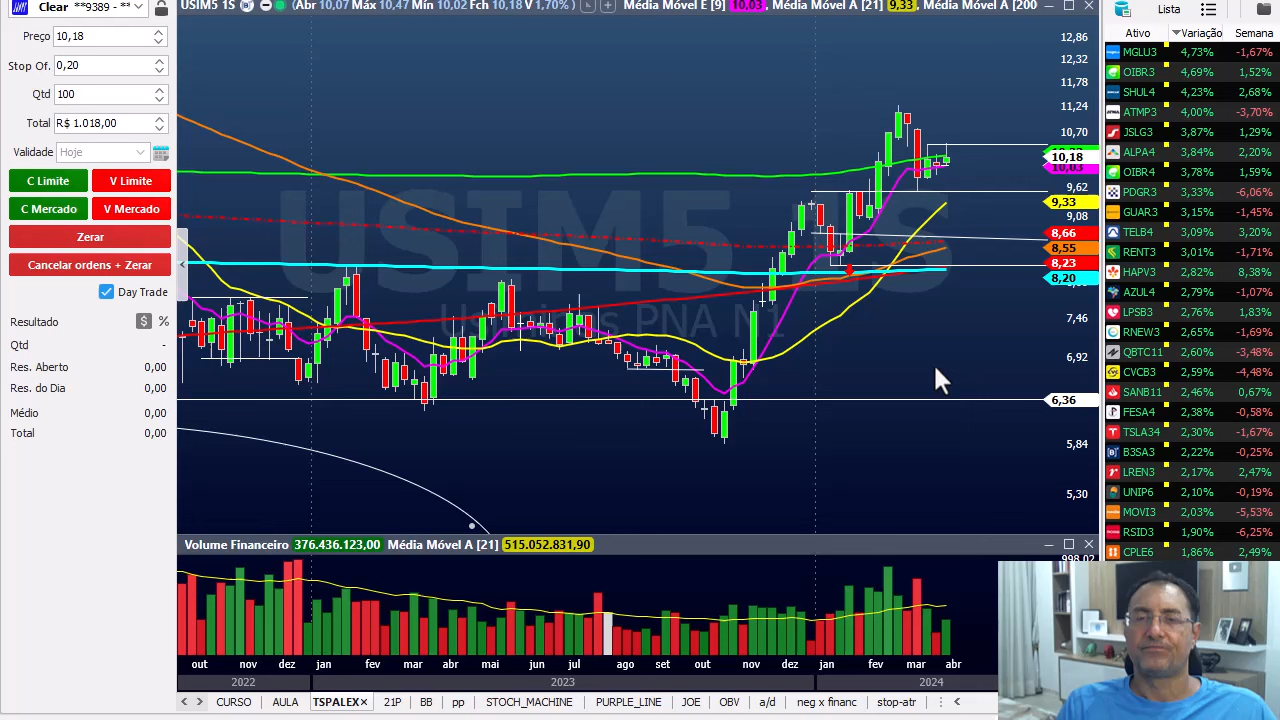 Clear **9389 -
Preço 10,18
Stop Of. 0,20
Qtd 100
Total R$ 1.018,00
Validade Hoje
C Limite V Limite
C Mercado V Mercado
Zerar
Cancelar ordens + Zerar
Day Trade
Resultado $ %
Qtd -
Res. Aberto 0,00
Res. do Dia 0,00
Médio 0,00
Total 0,00
USIM5 1S (Abr 10,07 Máx 10,47 Mín 10,02 Fch 10,18 V 1,70%) Média Móvel E [9] 10,03, Média Móvel A [21] 9,33, Média Móvel A [200
USIM5 1S
Usiminas PNA N1
12,86
12,32
11,78
11,24
10,70
10,18
10,03
9,62
9,33
9,08
8,66
8,55
8,23
8,20
7,46
6,92
6,36
5,84
5,30
Volume Financeiro 376.436.123,00 Média Móvel A [21] 515.052.831,90
998,02
out nov dez jan fev mar abr mai jun jul ago set out nov dez jan fev mar abr
2022 2023 2024
CURSO AULA TSPALEX 21P BB pp STOCH_MACHINE PURPLE_LINE JOE OBV a/d neg x financ stop-atr
Lista
Ativo Variação Semana
MGLU3 4,73% -1,67%
OIBR3 4,69% 1,52%
SHUL4 4,23% 2,68%
ATMP3 4,00% -3,70%
JSLG3 3,87% 1,29%
ALPA4 3,84% 2,20%
OIBR4 3,78% 1,59%
PDGR3 3,33% -6,06%
GUAR3 3,15% -1,45%
TELB4 3,09% 3,20%
RENT3 3,01% -1,71%
HAPV3 2,82% 8,38%
AZUL4 2,79% -1,07%
LPSB3 2,76% 1,83%
RNEW3 2,65% -1,69%
QBTC11 2,60% -3,48%
CVCB3 2,59% -4,48%
SANB11 2,46% 0,67%
FESA4 2,38% -0,58%
TSLA34 2,30% -1,67%
B3SA3 2,22% -0,25%
LREN3 2,17% 2,47%
UNIP6 2,10% -0,19%
MOVI3 2,07% -5,53%
RSID3 1,90% -6,25%
CPLE6 1,86% 2,49%